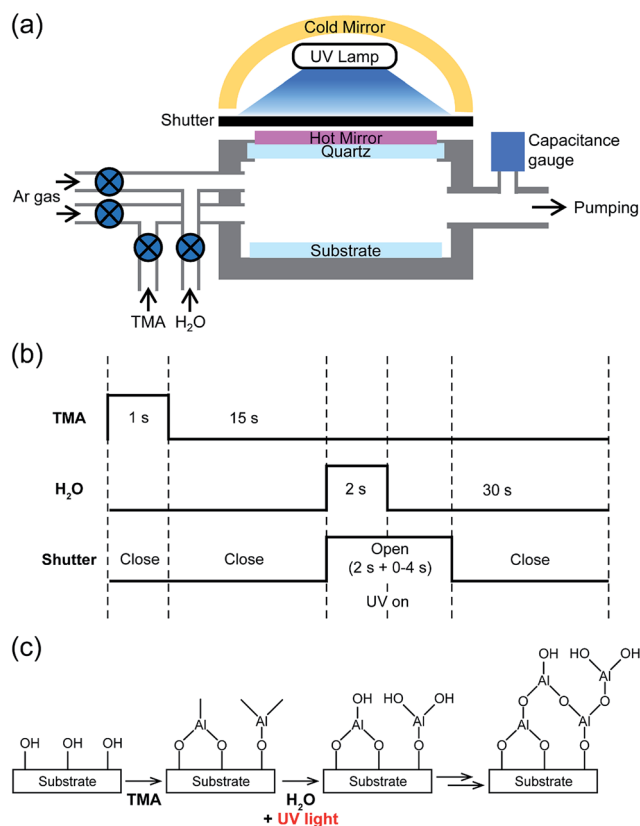 (a)
Cold Mirror
UV Lamp
Shutter
Hot Mirror
Quartz
Capacitance
gauge
Ar gas
Pumping
Substrate
TMA
H₂O
(b)
TMA
1 s
15 s
H₂O
2 s
30 s
Shutter
Close
Close
Open
(2 s + 0-4 s)
Close
UV on
(c)
OH OH OH
Substrate
TMA
Al Al
O O O
Substrate
H₂O
+ UV light
OH HO OH
Al Al
O O O
Substrate
OH HO OH
Al Al
O O O
Al Al
O O O
Substrate